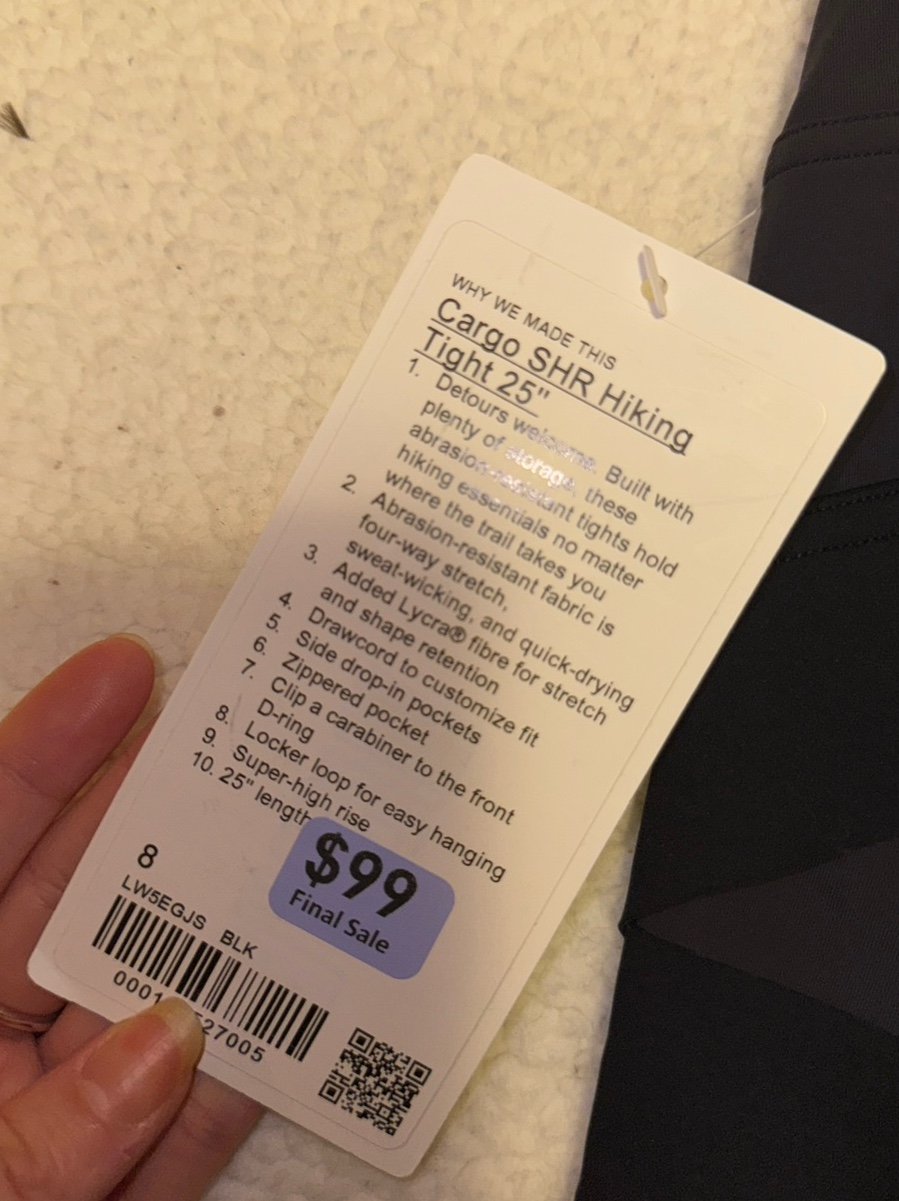 WHY WE MADE THIS
Cargo SHR Hiking
Tight 25"
1. Detours welcome. Built with
plenty of storage, these
abrasion-resistant tights hold
hiking essentials no matter
where the trail takes you
2. Abrasion-resistant fabric is
four-way stretch,
sweat-wicking, and quick-drying
3. Added Lycra® fibre for stretch
and shape retention
4. Drawcord to customize fit
5. Side drop-in pockets
6. Zippered pocket
7. Clip a carabiner to the front
D-ring
8. Locker loop for easy hanging
9. Super-high rise
10. 25" length
$99
Final Sale
8
LW5EGJS BLK
0001 27005